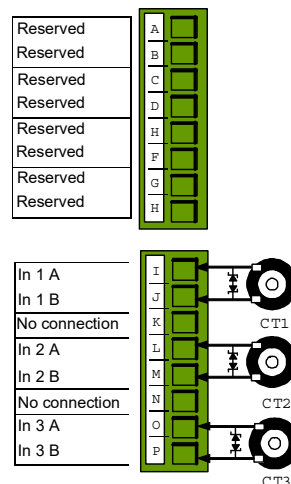 Reserved A
Reserved B
Reserved C
Reserved D
Reserved H
Reserved F
Reserved G
Reserved H
In 1 A I
In 1 B J
No connection K
CT1
In 2 A L
In 2 B M
No connection N
CT2
In 3 A O
In 3 B P
CT3